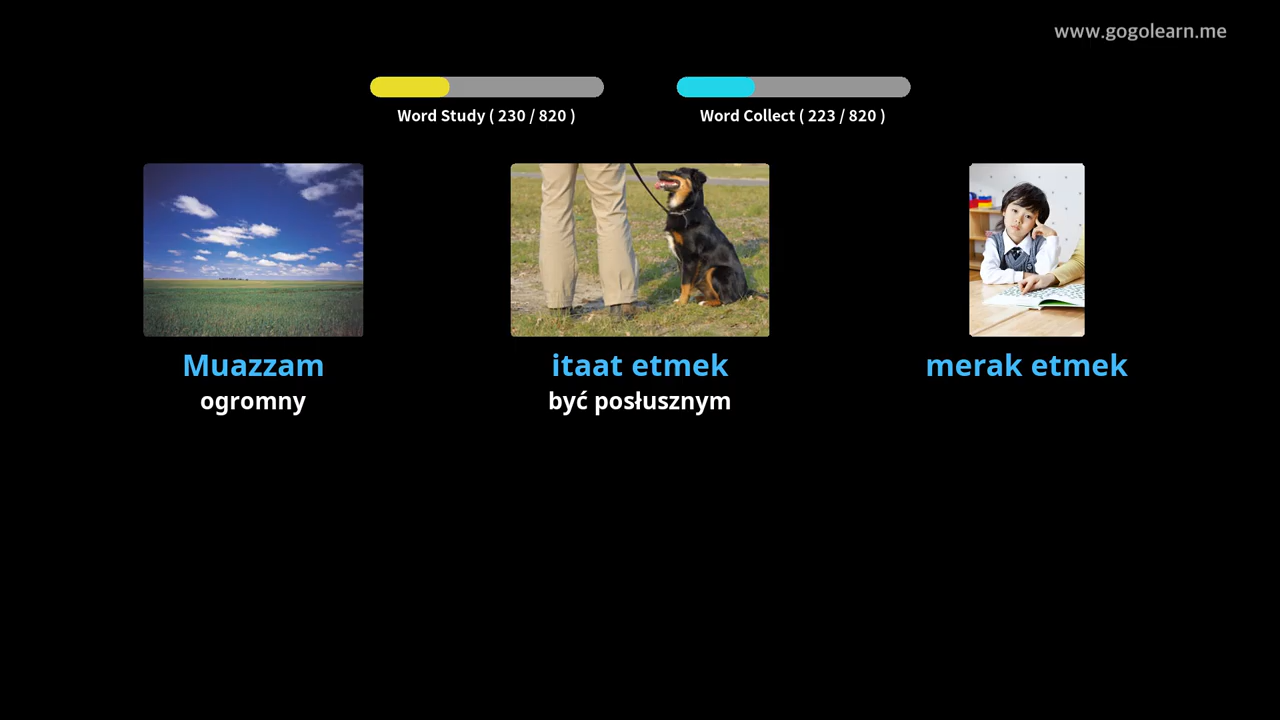 www.gogolearn.me
Word Study ( 230 / 820 )
Word Collect ( 223 / 820 )
Muazzam
ogromny
itaat etmek
być posłusznym
merak etmek